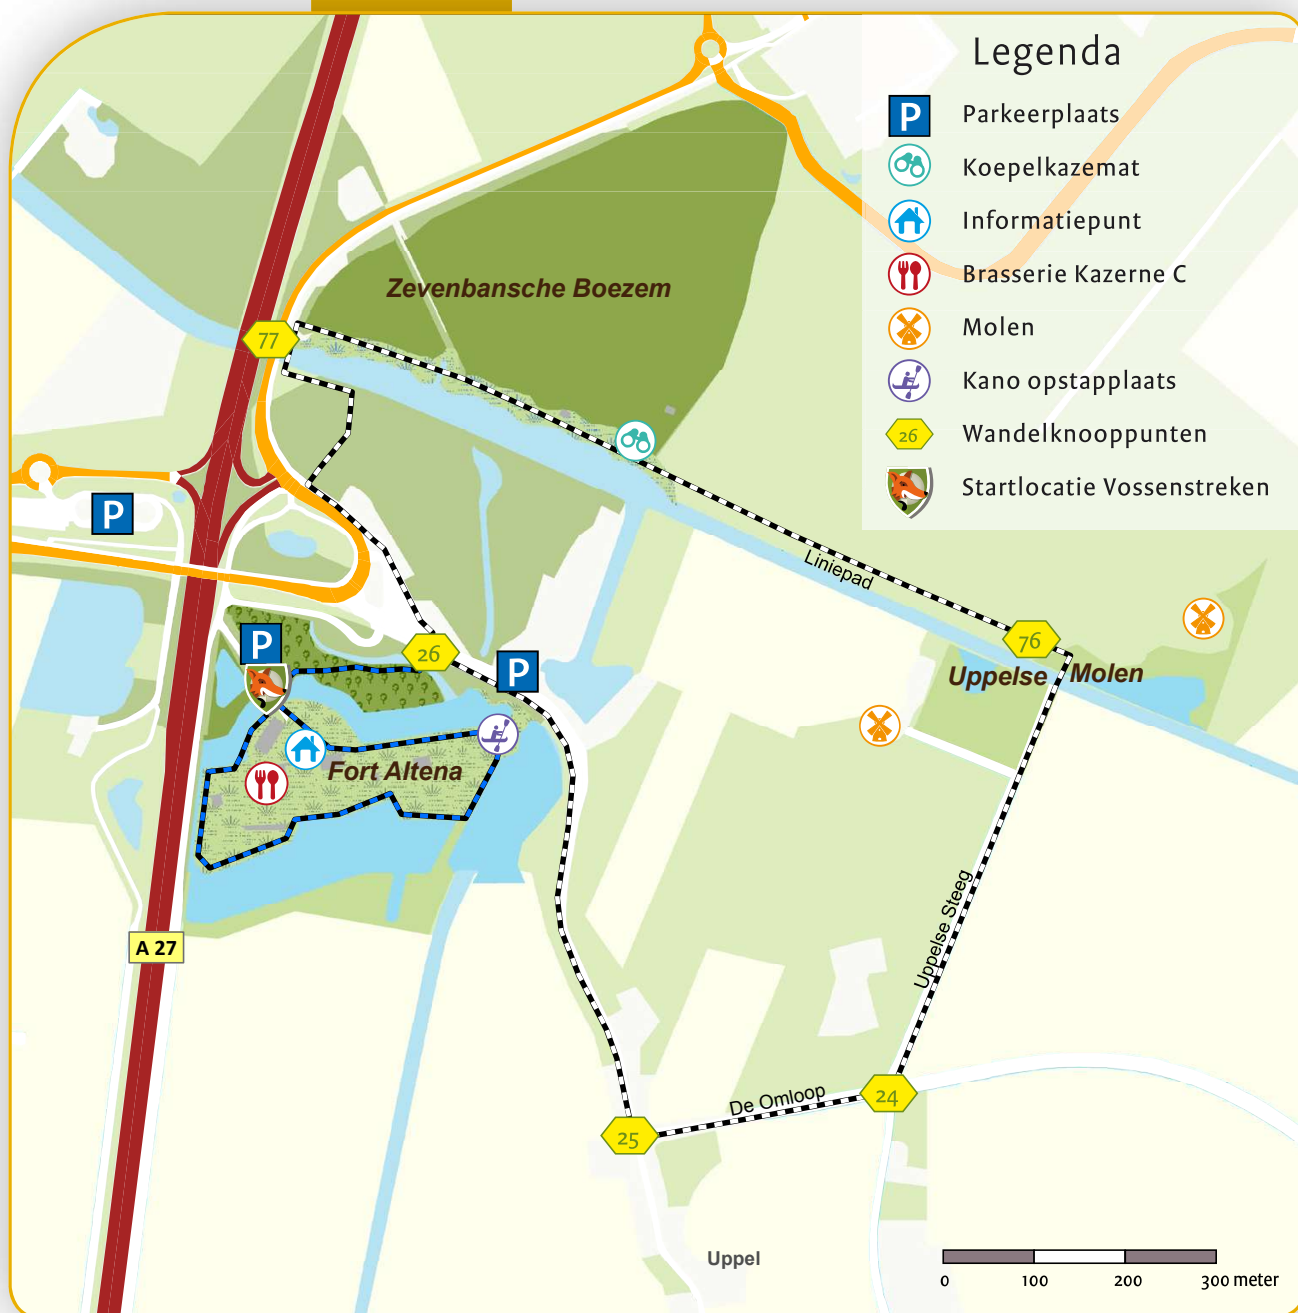 Legenda
P Parkeerplaats
Koepelkazemat
Informatiepunt
Brasserie Kazerne C
Molen
Kano opstapplaats
26 Wandelknooppunten
Startlocatie Vossenstreken
Zevenbansche Boezem
77
P
Liniepad
P
26
P
76
Uppelse Molen
Fort Altena
Uppelse Steeg
A 27
De Omloop
24
25
Uppel
0 100 200 300 meter